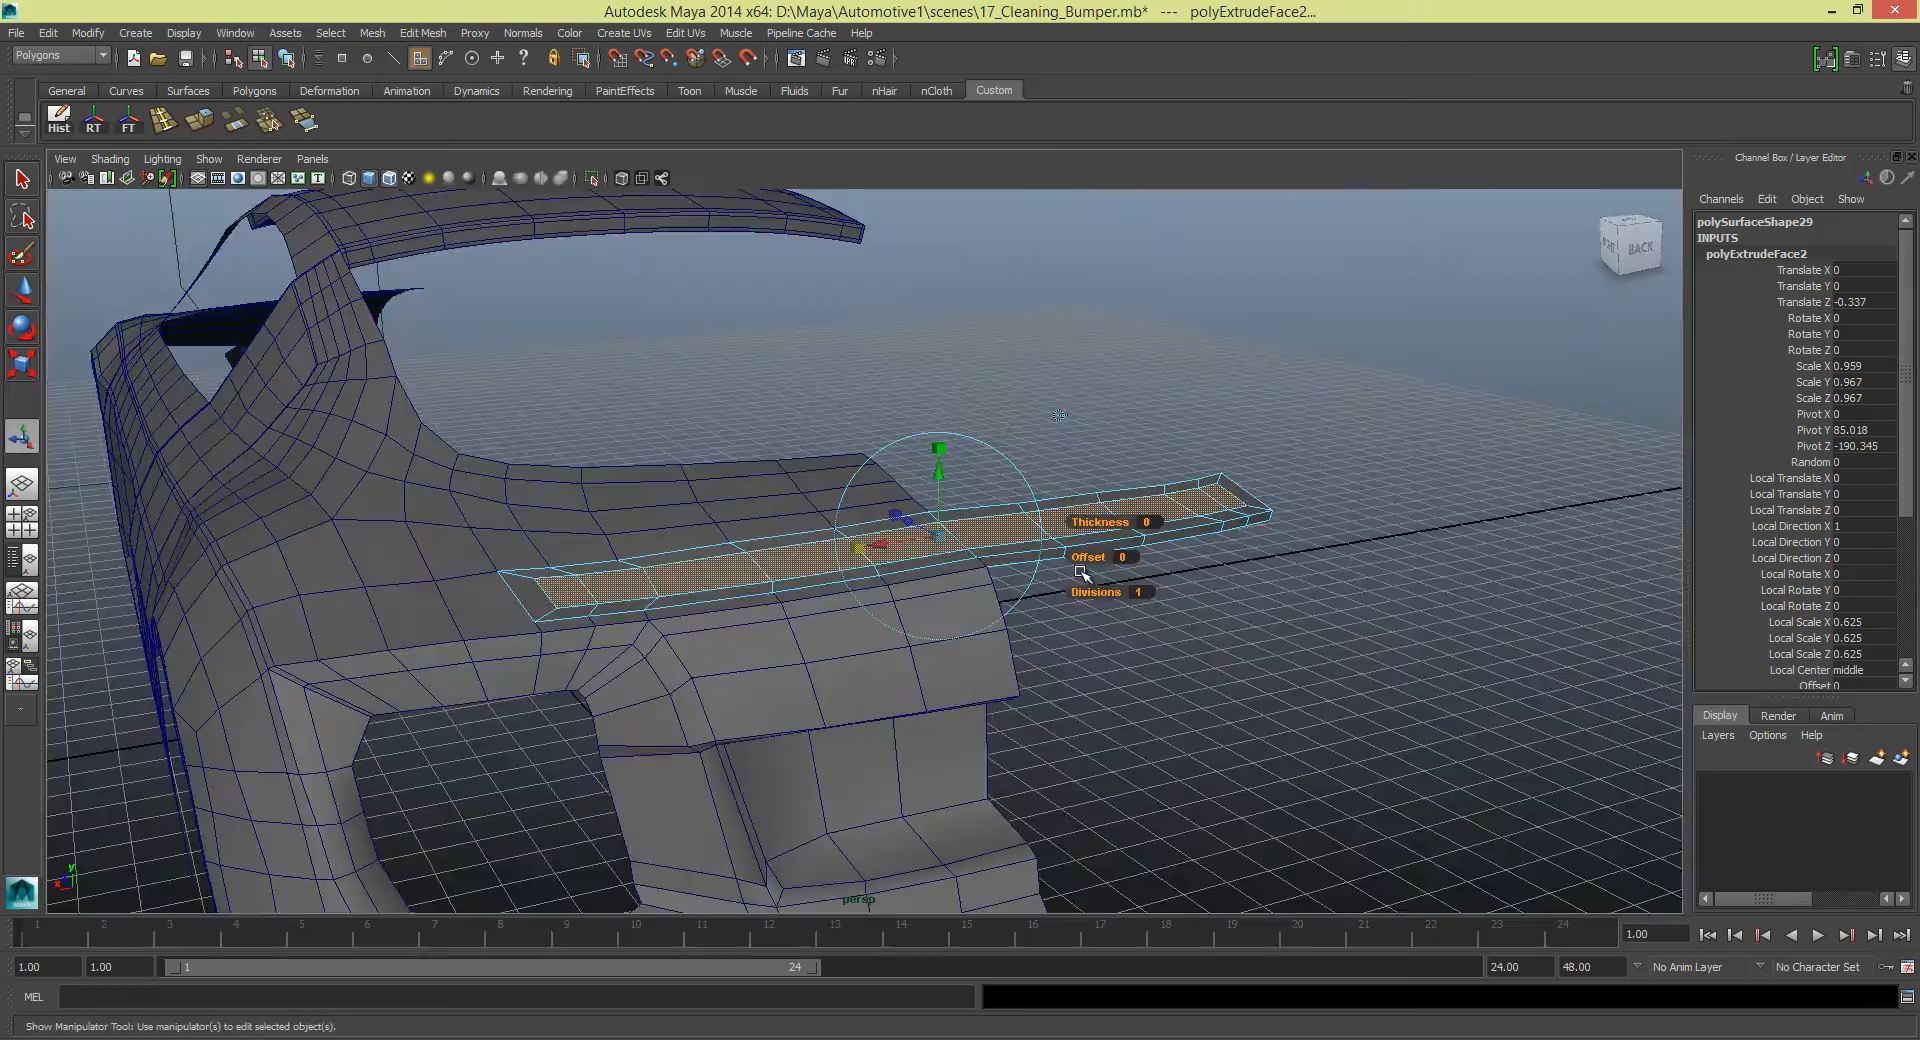 Autodesk Maya 2014 x64: D:\Maya\Automotive1\scenes\17_Cleaning_Bumper.mb* --- polyExtrudeFace2...
File Edit Modify Create Display Window Assets Select Mesh Edit Mesh Proxy Normals Color Create UVs Edit UVs Muscle Pipeline Cache Help
Polygons
General Curves Surfaces Polygons Deformation Animation Dynamics Rendering PaintEffects Toon Muscle Fluids Fur nHair nCloth Custom
Hist RT FT
View Shading Lighting Show Renderer Panels
Channel Box / Layer Editor
Channels Edit Object Show
polySurfaceShape29
INPUTS
polyExtrudeFace2
Translate X 0
Translate Y 0
Translate Z -0.337
Rotate X 0
Rotate Y 0
Rotate Z 0
Scale X 0.959
Scale Y 0.967
Scale Z 0.967
Pivot X 0
Pivot Y 85.018
Pivot Z -190.345
Random 0
Local Translate X 0
Local Translate Y 0
Local Translate Z 0
Local Direction X 1
Local Direction Y 0
Local Direction Z 0
Local Rotate X 0
Local Rotate Y 0
Local Rotate Z 0
Local Scale X 0.625
Local Scale Y 0.625
Local Scale Z 0.625
Local Center middle
Offset 0
BACK
Thickness 0
Offset 0
Divisions 1
persp
y
x
Display Render Anim
Layers Options Help
1 2 3 4 5 6 7 8 9 10 11 12 13 14 15 16 17 18 19 20 21 22 23 24
1.00
1.00 1.00 1 24 24.00 48.00 No Anim Layer No Character Set
MEL
Show Manipulator Tool: Use manipulator(s) to edit selected object(s).